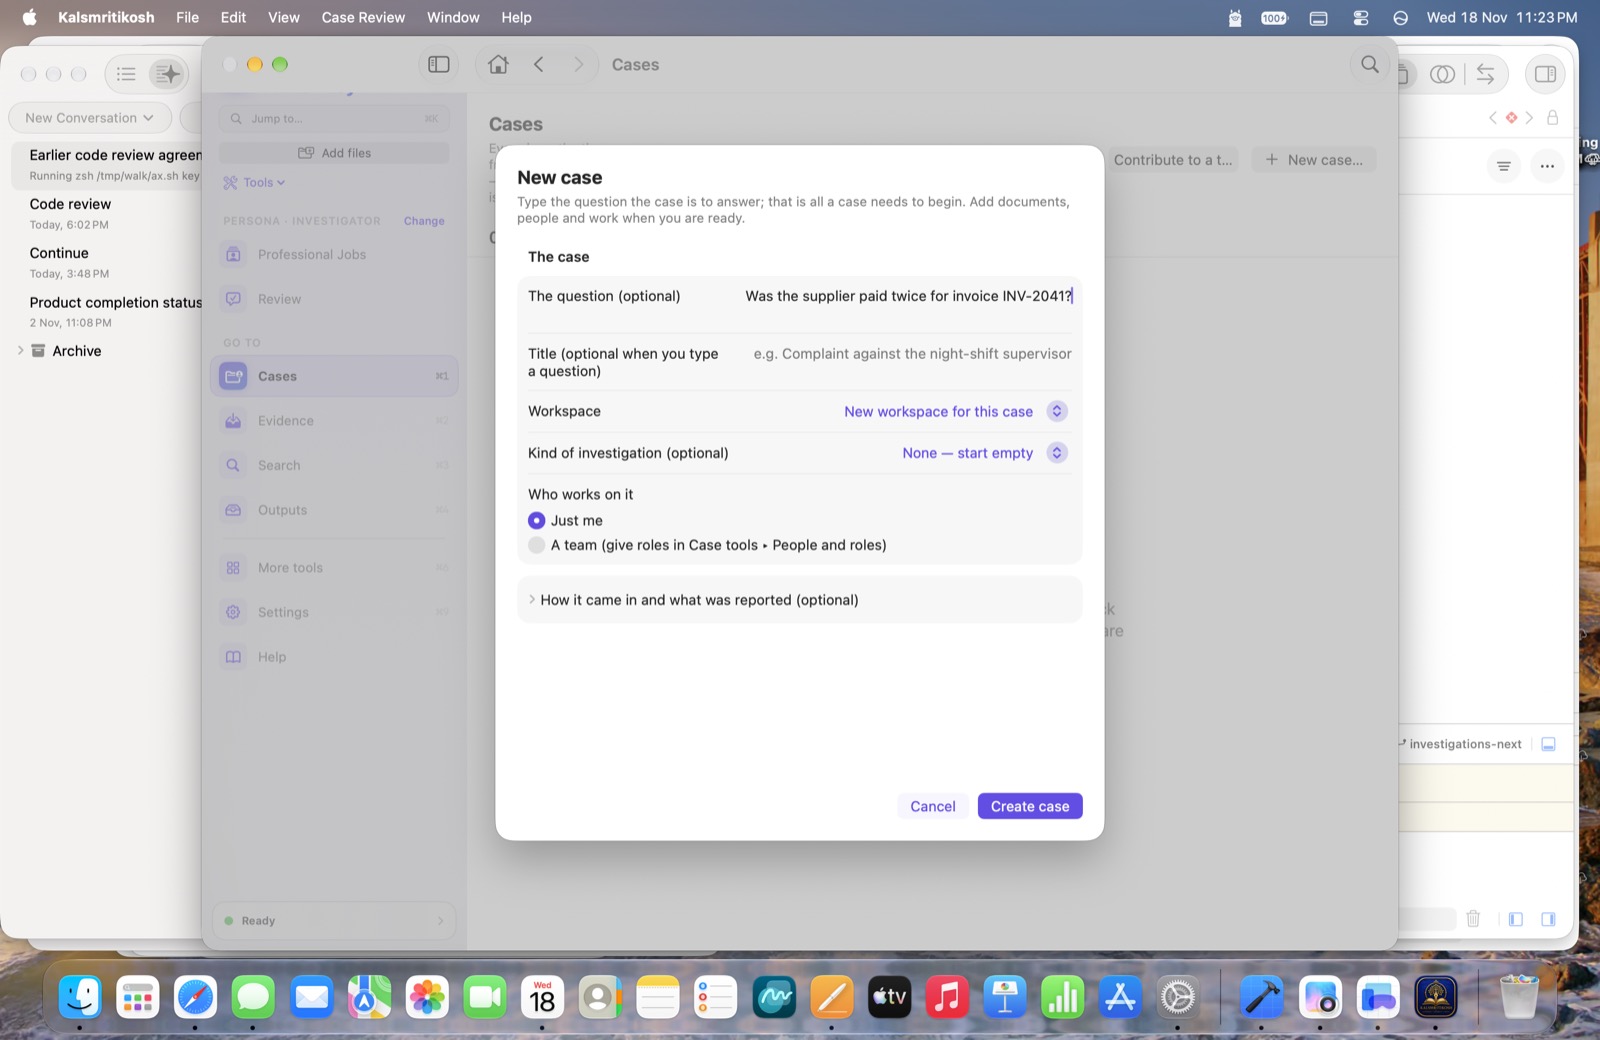 Kalsmritikosh File Edit View Case Review Window Help
Wed 18 Nov 11:23 PM
New Conversation
Earlier code review agreen
Running zsh /tmp/walk/ax.sh key
Code review
Today, 6:02 PM
Continue
Today, 3:48 PM
Product completion status
2 Nov, 11:08 PM
Archive
Jump to... ⌘K
Add files
Tools
PERSONA · INVESTIGATOR Change
Professional Jobs
Review
GO TO
Cases ⌘1
Evidence ⌘2
Search ⌘3
Outputs ⌘4
More tools
Settings
Help
Ready
Cases
Cases
Contribute to a t...
New case...
New case
Type the question the case is to answer; that is all a case needs to begin. Add documents,
people and work when you are ready.
The case
The question (optional) Was the supplier paid twice for invoice INV-2041?
Title (optional when you type
a question)
e.g. Complaint against the night-shift supervisor
Workspace New workspace for this case
Kind of investigation (optional) None — start empty
Who works on it
Just me
A team (give roles in Case tools ▸ People and roles)
How it came in and what was reported (optional)
Cancel Create case
investigations-next
Wed
18
tv